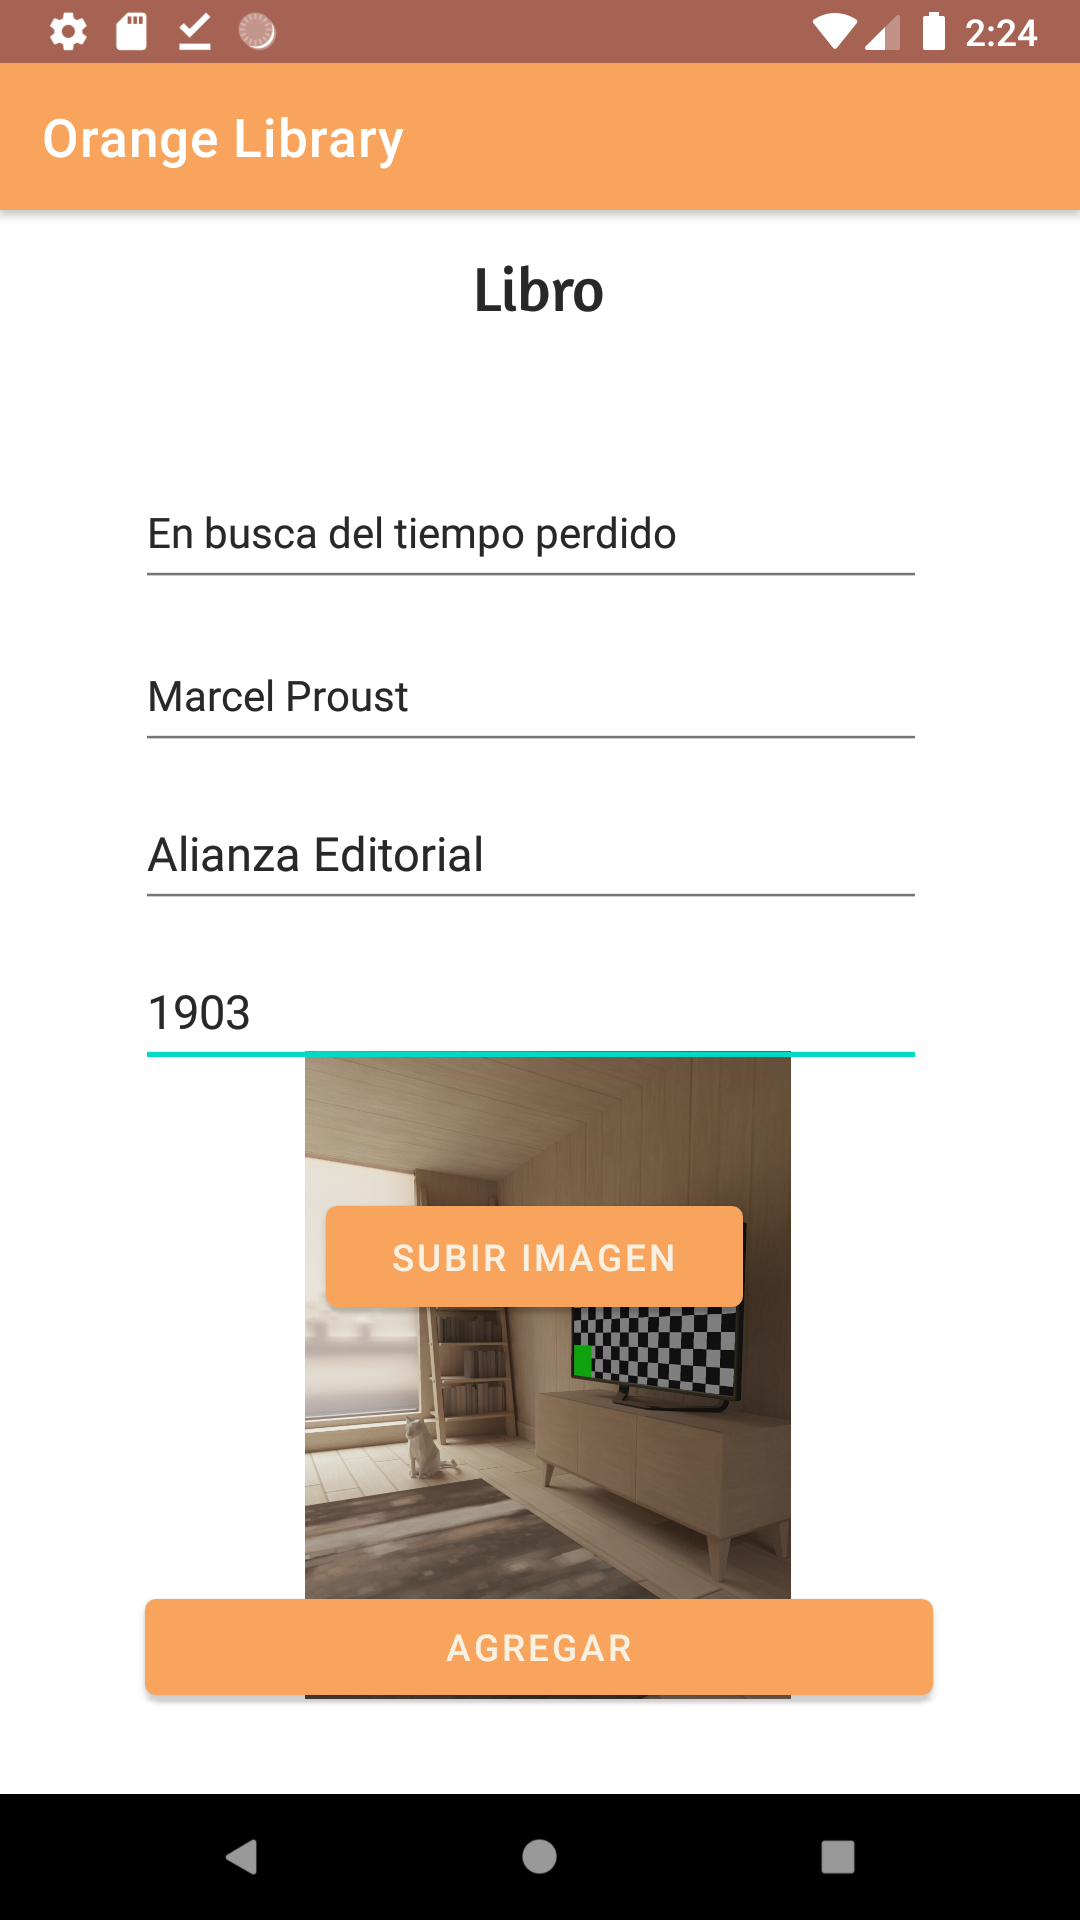 2:24
Orange Library
Libro
En busca del tiempo perdido
Marcel Proust
Alianza Editorial
1903
SUBIR IMAGEN
AGREGAR